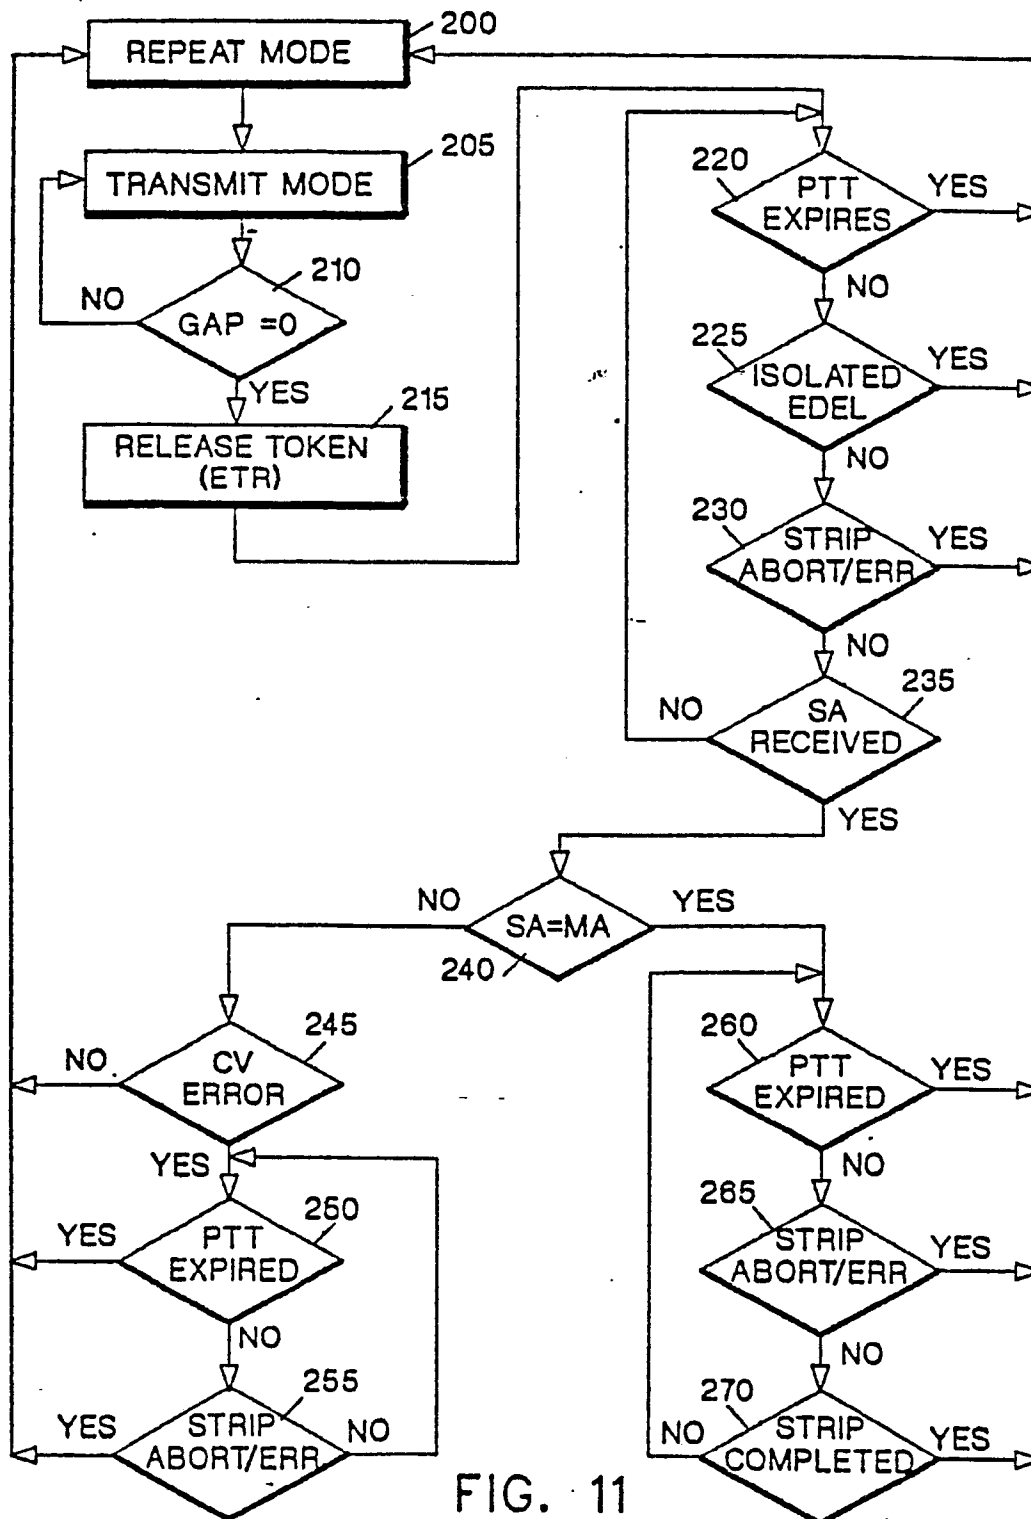 200
REPEAT MODE
205
TRANSMIT MODE
210
NO
GAP =0
YES
215
RELEASE TOKEN
(ETR)
220
PTT
EXPIRES
YES
NO
225
ISOLATED
EDEL
YES
NO
230
STRIP
ABORT/ERR
YES
NO
235
SA
RECEIVED
NO
YES
NO
SA=MA
YES
240
245
CV
ERROR
NO
YES
250
PTT
EXPIRED
YES
NO
255
STRIP
ABORT/ERR
YES
NO
260
PTT
EXPIRED
YES
NO
265
STRIP
ABORT/ERR
YES
NO
270
STRIP
COMPLETED
NO
YES
FIG. 11